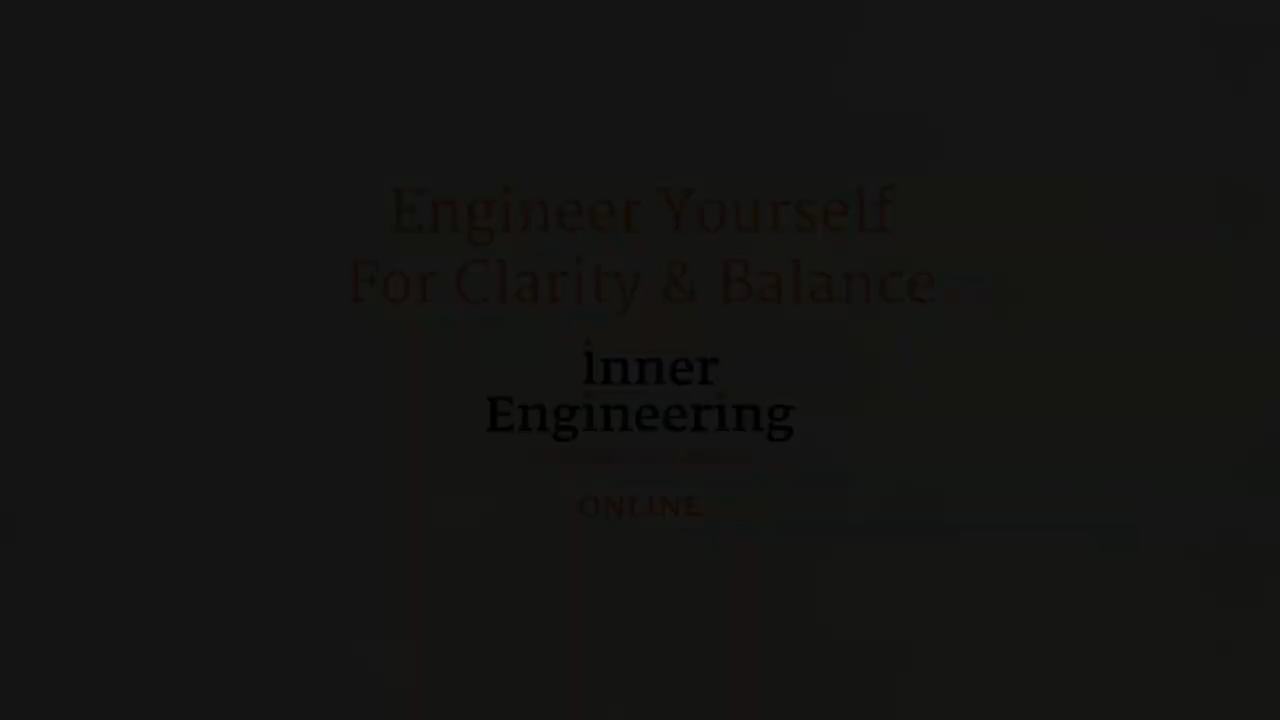 Engineer Yourself
For Clarity & Balance
Inner
Engineering
ONLINE